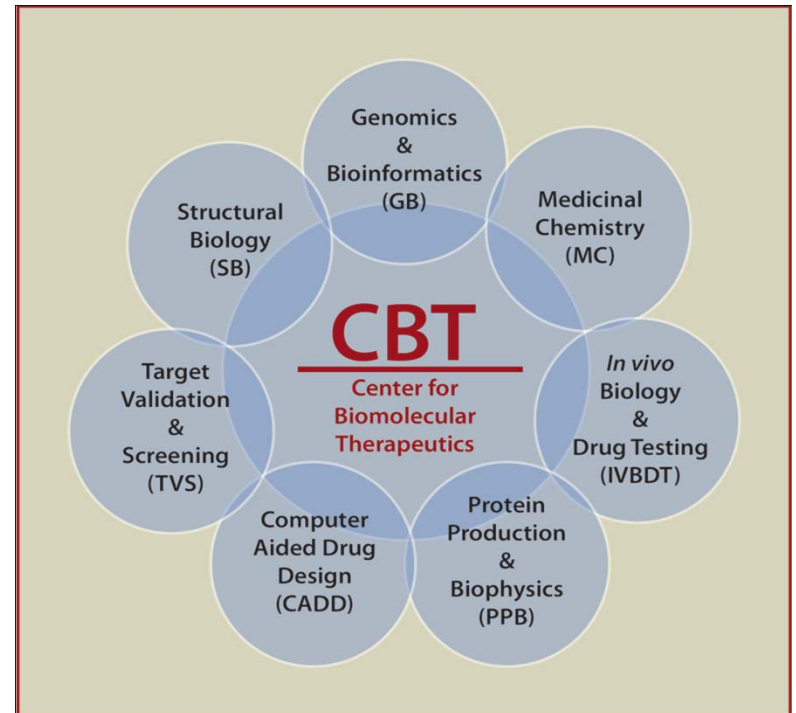 Genomics
&
Bioinformatics
(GB)
Medicinal
Chemistry
(MC)
In vivo
Biology
&
Drug Testing
(IVBDT)
Protein
Production
&
Biophysics
(PPB)
Computer
Aided Drug
Design
(CADD)
Target
Validation
&
Screening
(TVS)
Structural
Biology
(SB)
CBT
Center for
Biomolecular
Therapeutics